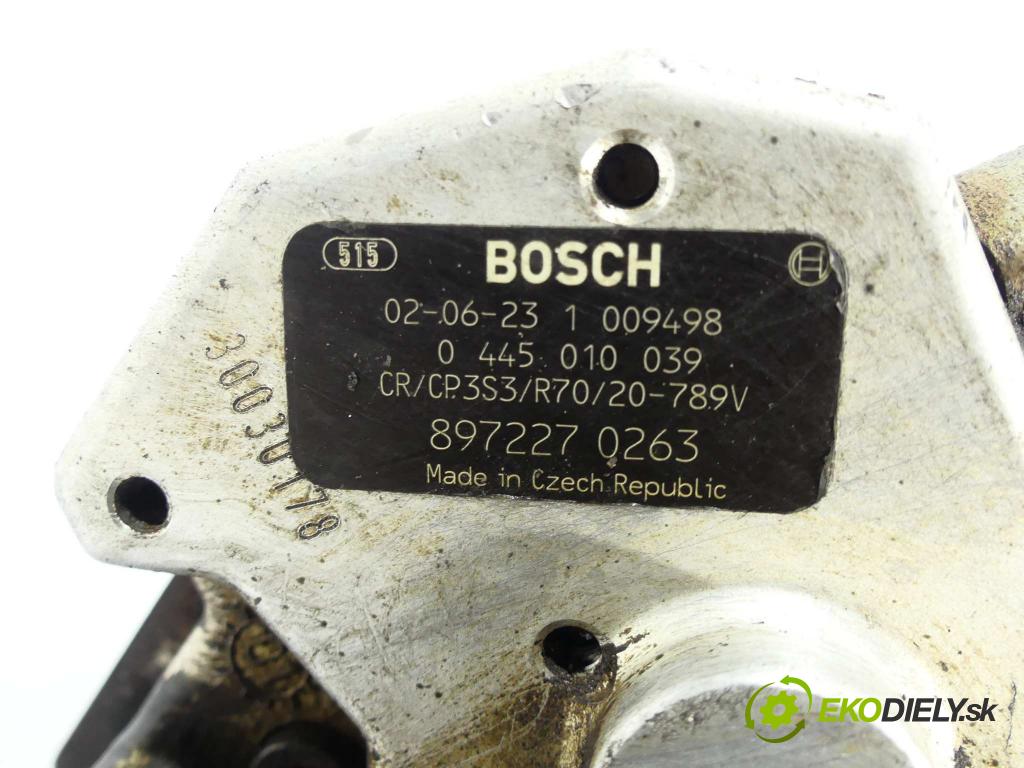 515
BOSCH
02-06-23 1 009498
0 445 010 039
CR/CP3S3/R70/20-789V
897227 0263
Made in Czech Republic
30030178
EKODIELY.sk